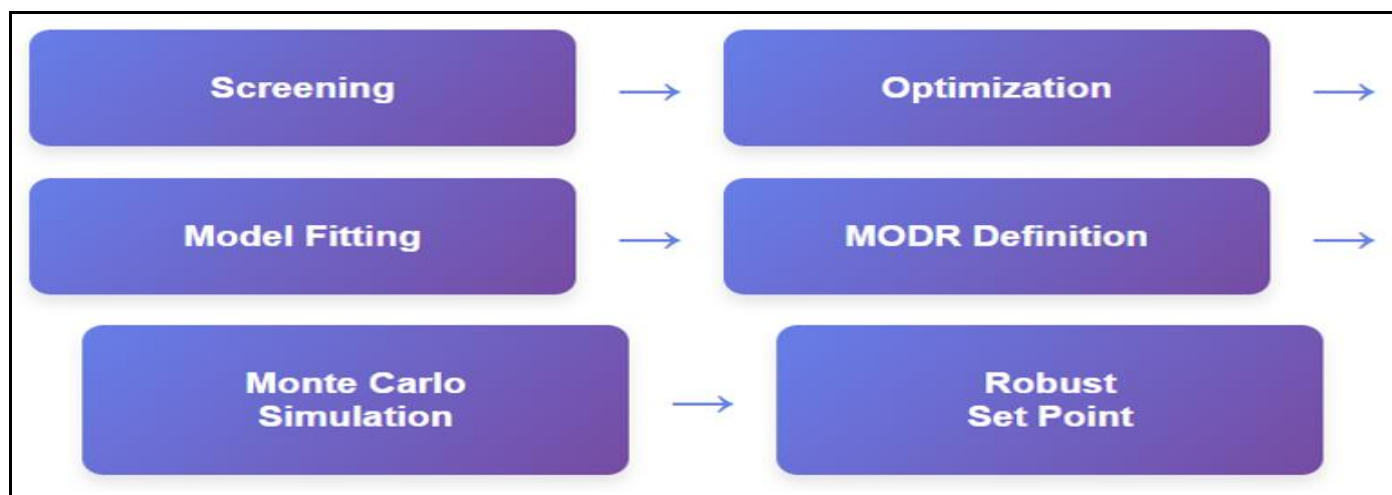 Screening
Optimization
Model Fitting
MODR Definition
Monte Carlo
Simulation
Robust
Set Point